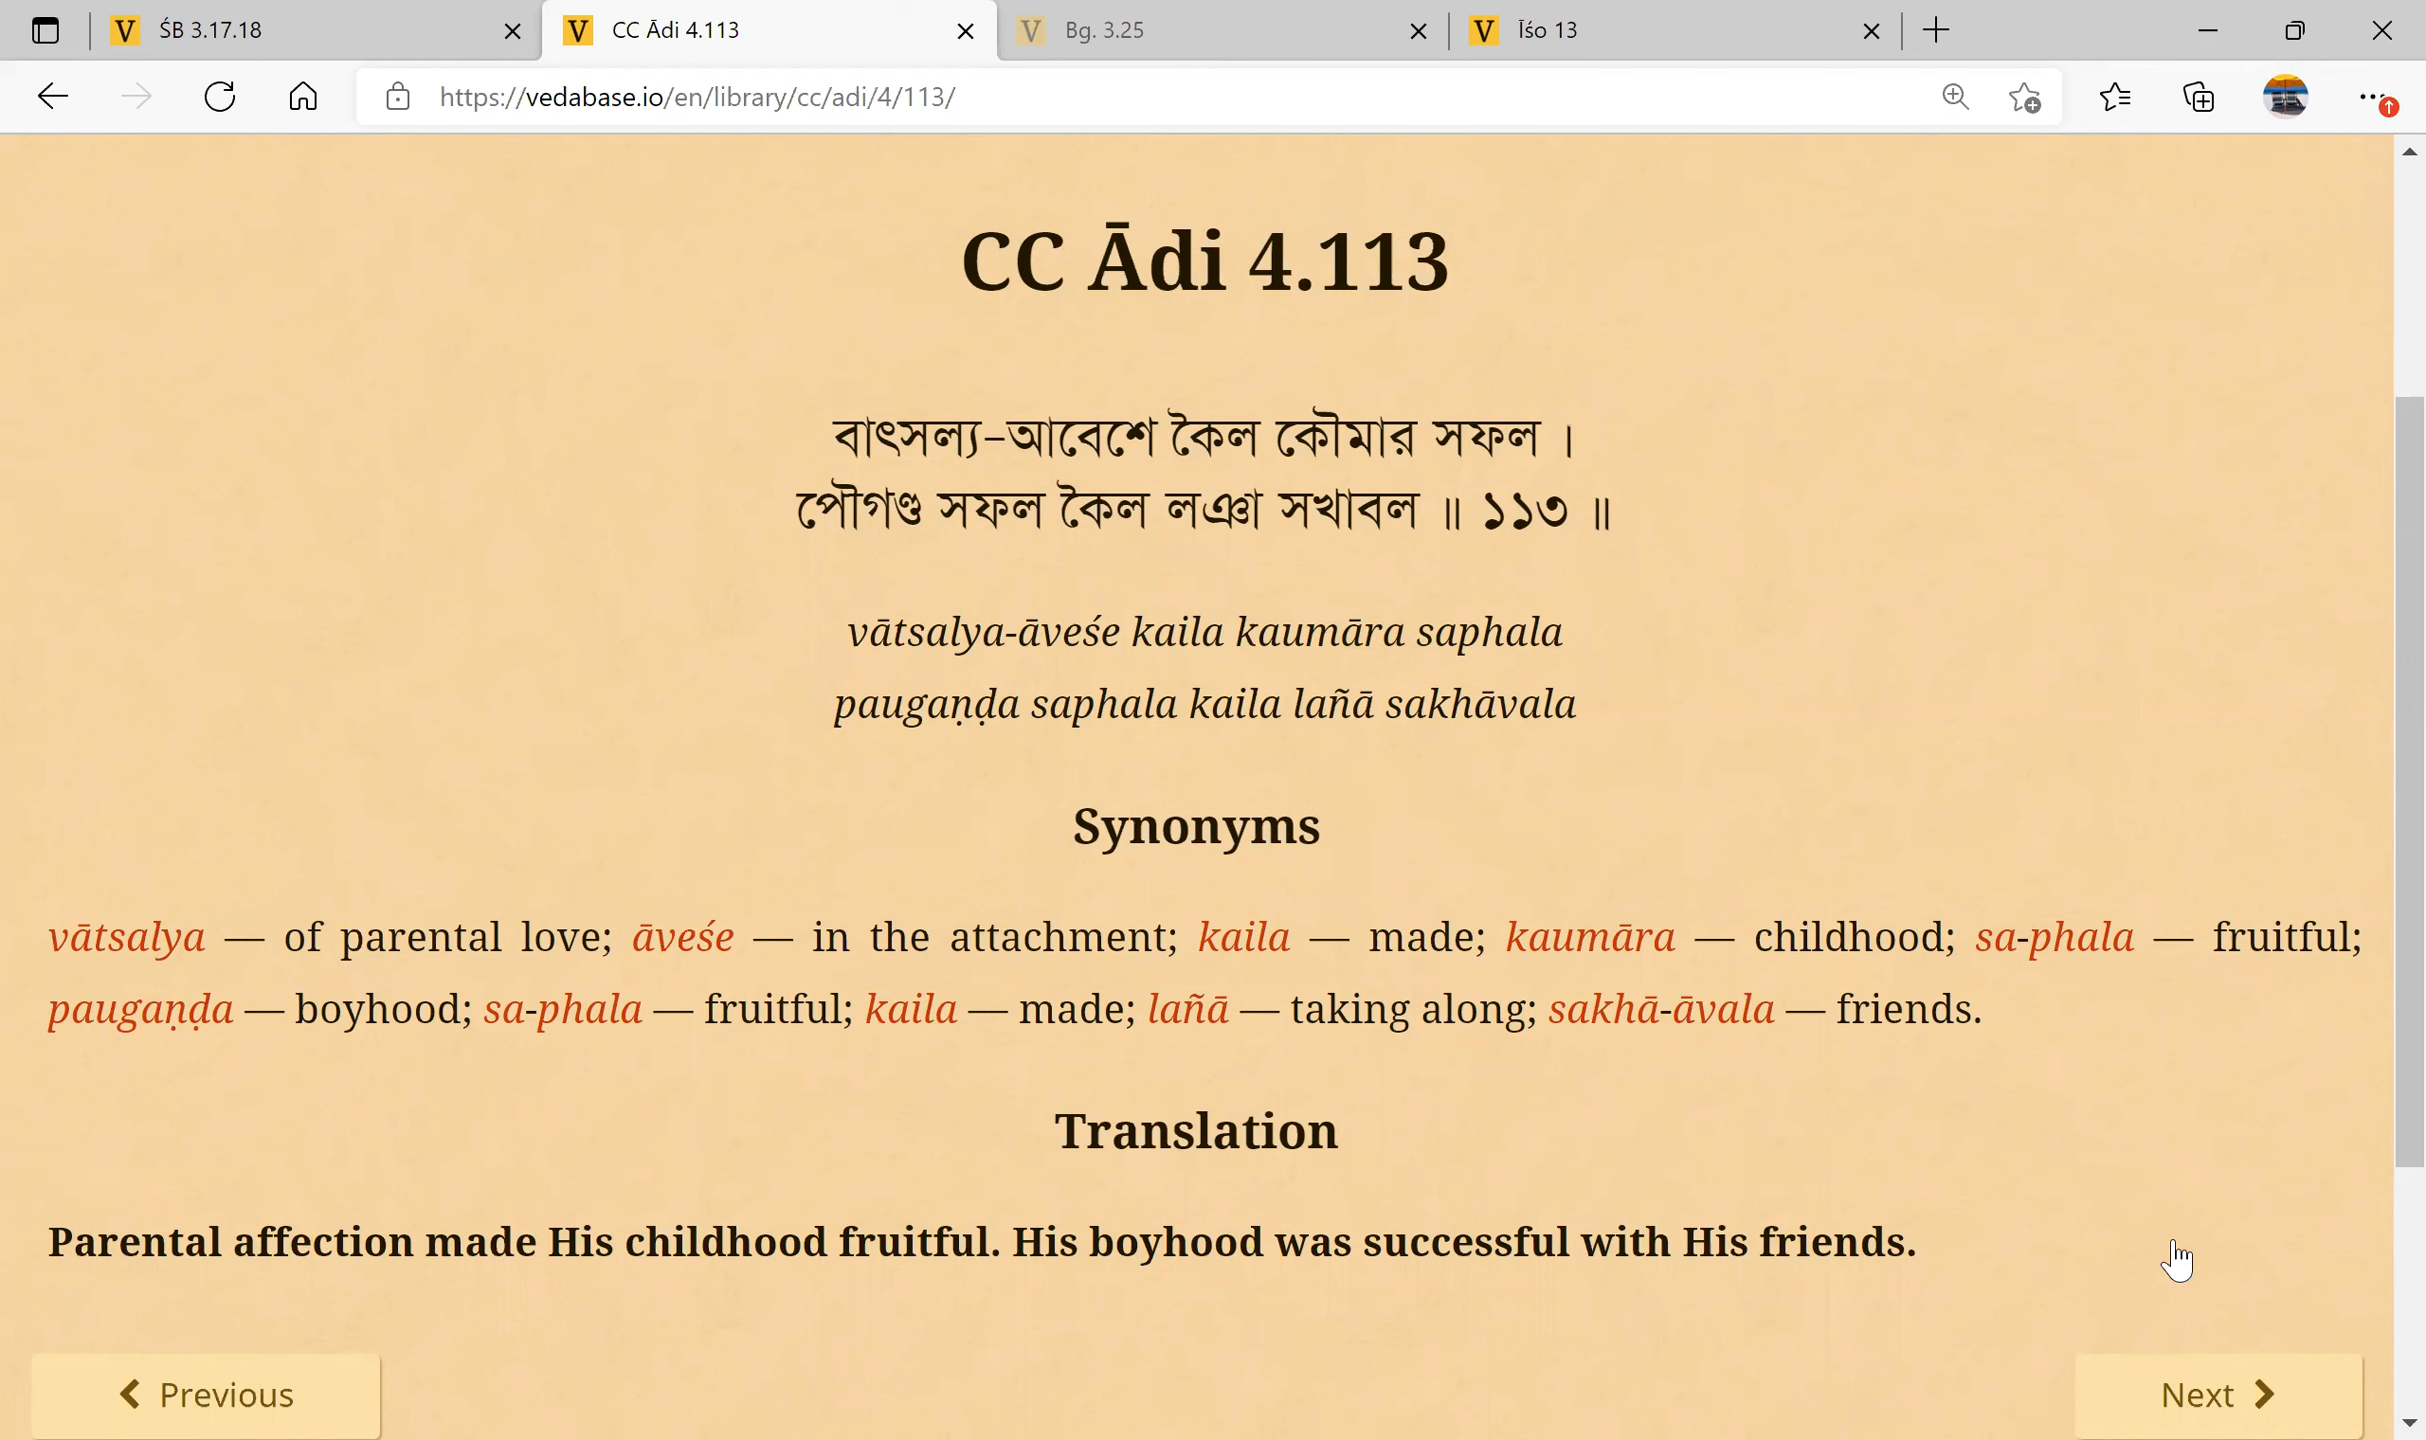 ŚB 3.17.18
CC Ādi 4.113
Bg. 3.25
Īśo 13
https://vedabase.io/en/library/cc/adi/4/113/
CC Ādi 4.113
বাৎসল্য-আবেশে কৈল কৌমার সফল ।
পৌগণ্ড সফল কৈল লঞা সখাবল ॥ ১১৩ ॥
vātsalya-āveśe kaila kaumāra saphala
paugaṇḍa saphala kaila lañā sakhāvala
Synonyms
vātsalya — of parental love; āveśe — in the attachment; kaila — made; kaumāra — childhood; sa-phala — fruitful;
paugaṇḍa — boyhood; sa-phala — fruitful; kaila — made; lañā — taking along; sakhā-āvala — friends.
Translation
Parental affection made His childhood fruitful. His boyhood was successful with His friends.
Previous
Next